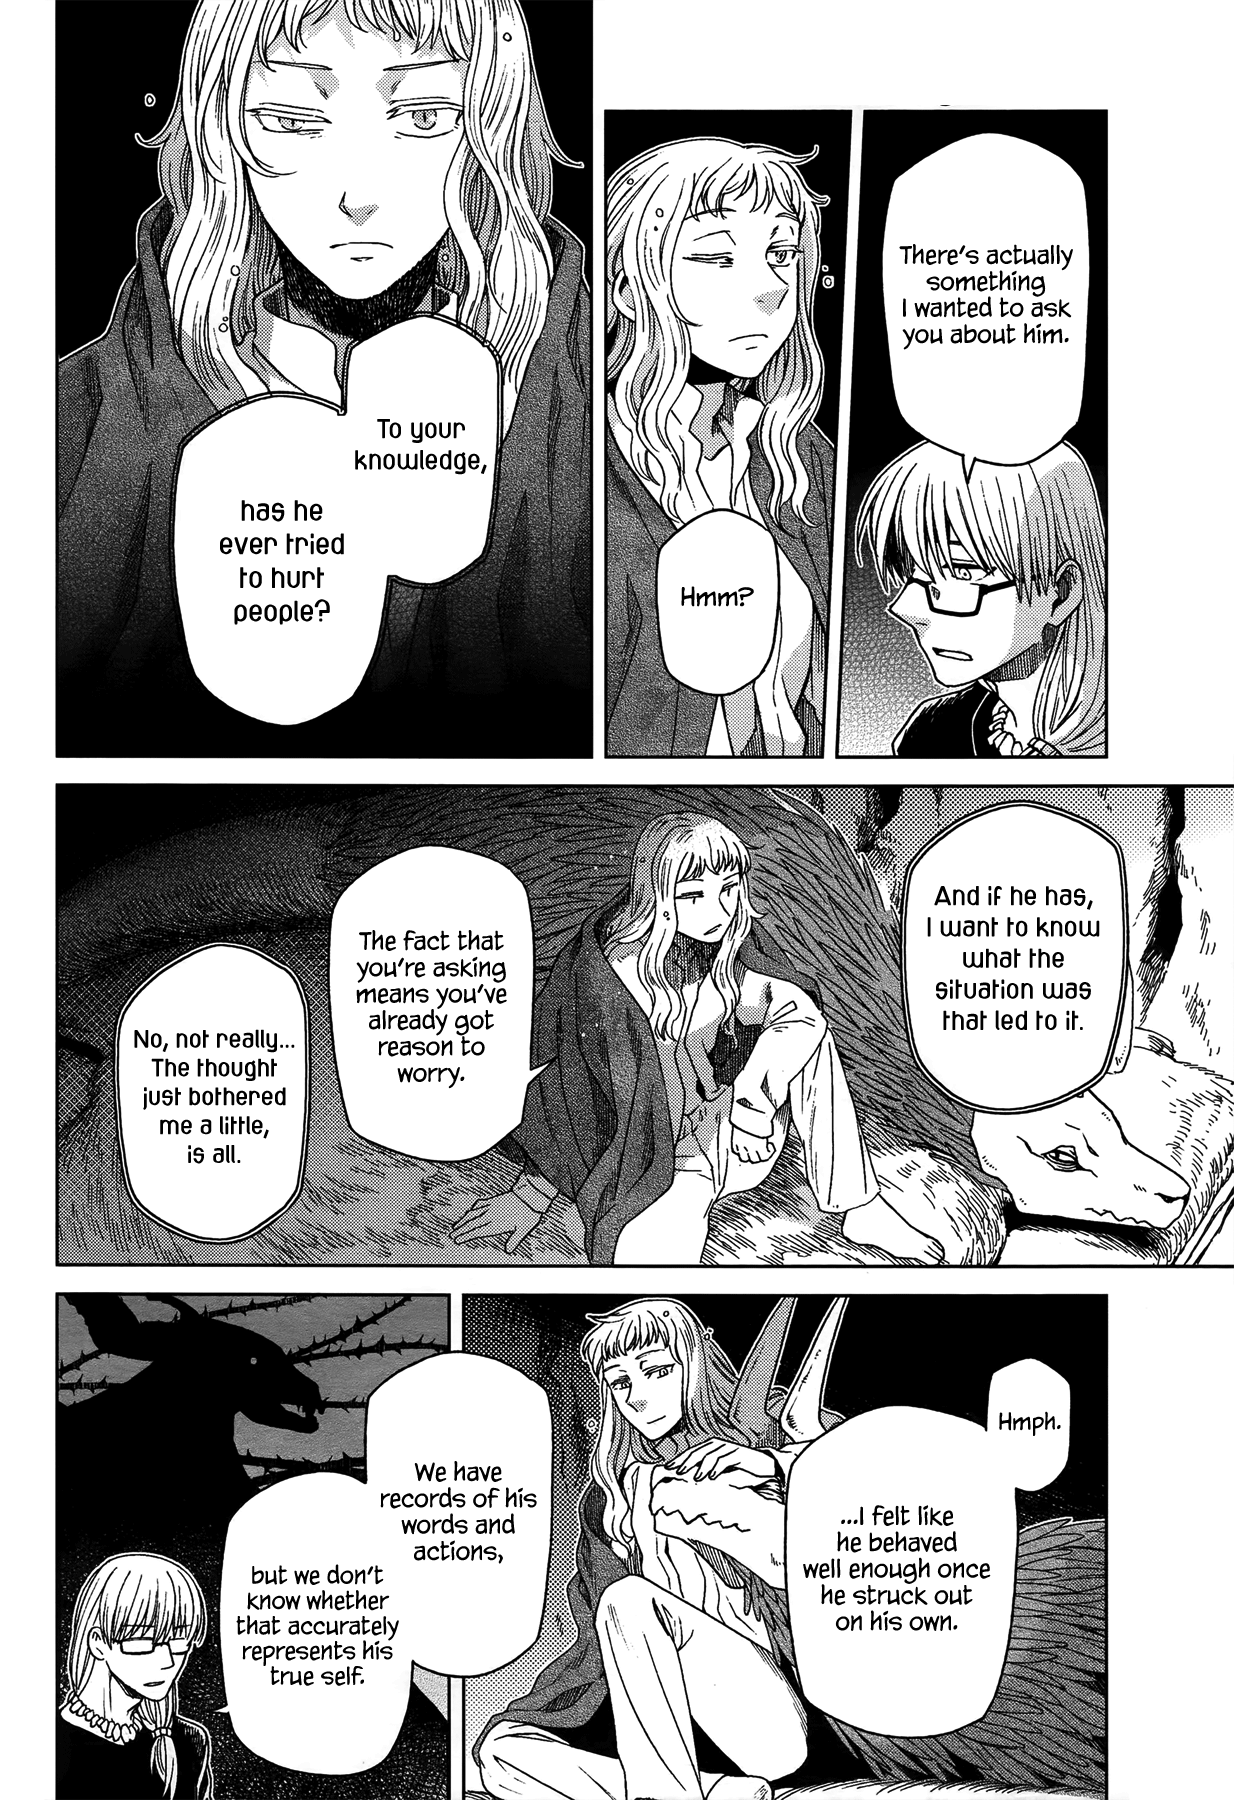 There's actually
something
I wanted to ask
you about him.
Hmm?
To your
knowledge,
has he
ever tried
to hurt
people?
And if he has,
I want to know
what the
situation was
that led to it.
The fact that
you're asking
means you've
already got
reason to
worry.
No, not really...
The thought
just bothered
me a little,
is all.
Hmph.
...I felt like
he behaved
well enough once
he struck out
on his own.
We have
records of his
words and
actions,
but we don't
know whether
that accurately
represents his
true self.